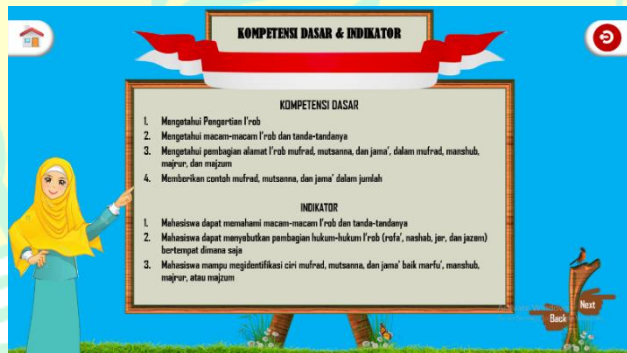 KOMPETENSI DASAR & INDIKATOR
KOMPETENSI DASAR
1. Mengetahui Pengertian I'rob
2. Mengetahui macam-macam I'rob dan tanda-tandanya
3. Mengetahui pembagian alamat I'rob mufrad, mutsanna, dan jama', dalam mufrad, manshub,
majrur, dan majzum
4. Memberikan contoh mufrad, mutsanna, dan jama' dalam jumlah
INDIKATOR
1. Mahasiswa dapat memahami macam-macam I'rob dan tanda-tandanya
2. Mahasiswa dapat menyabutkan pembagian hukum-hukum I'rob (rofa', nashab, jer, dan jazem)
bertempat dimana saja
3. Mahasiswa mampu megidentifikasi ciri mufrad, mutsanna, dan jama' baik marfu', manshub,
majrur, atau majzum
Next
Back